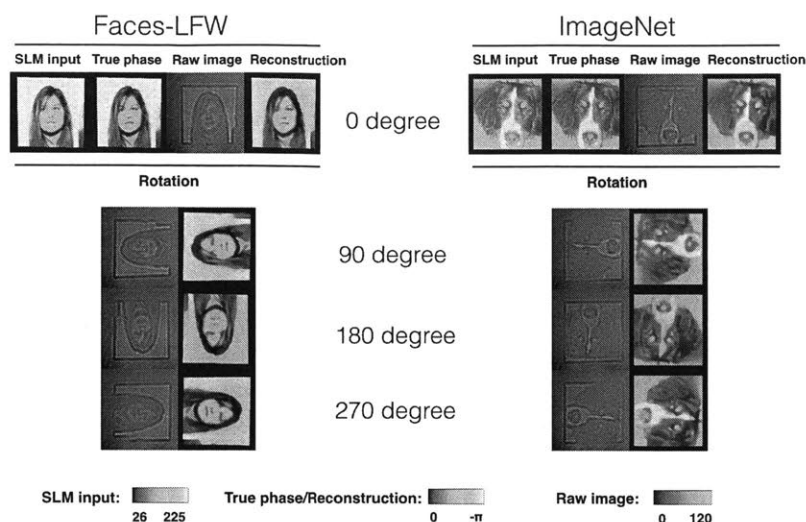 Faces-LFW
ImageNet
SLM input True phase Raw image Reconstruction
SLM input True phase Raw image Reconstruction
0 degree
Rotation
Rotation
90 degree
180 degree
270 degree
SLM input: 26 225
True phase/Reconstruction: 0 -π
Raw image: 0 120